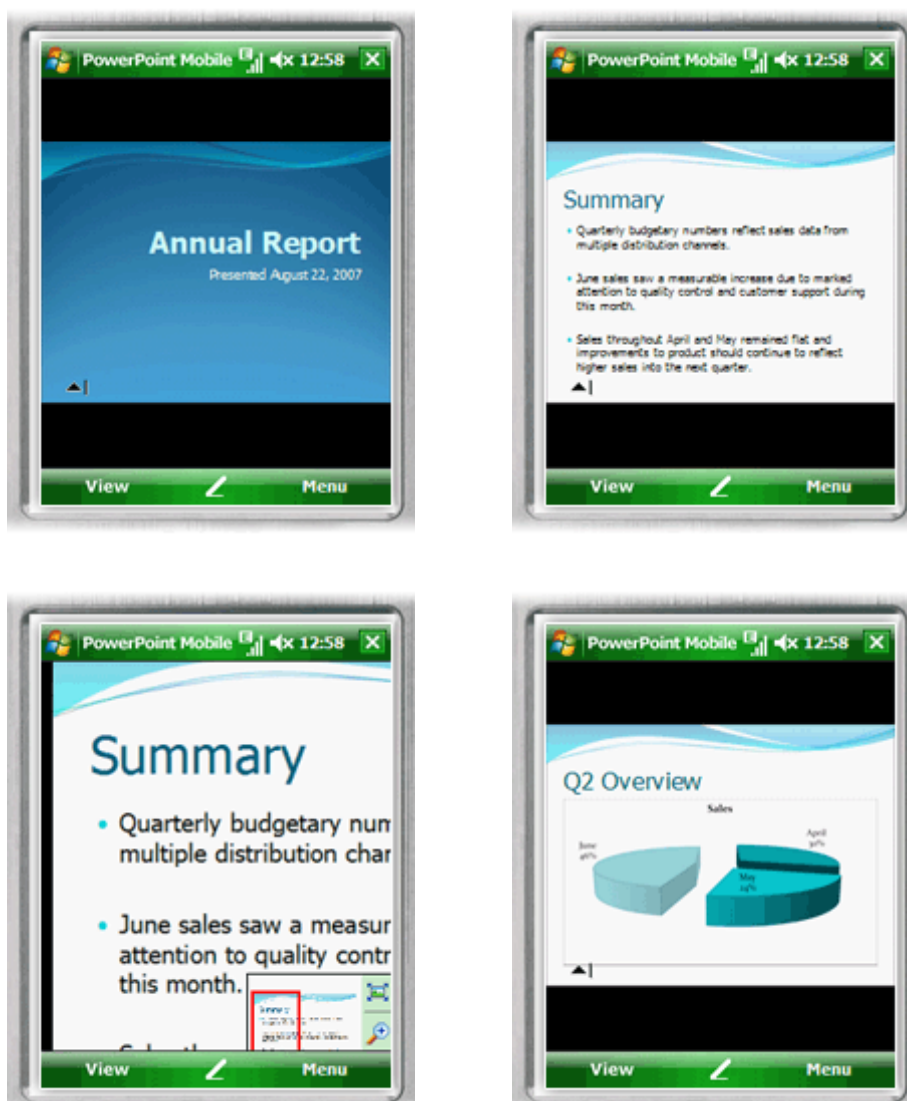 PowerPoint Mobile 12:58
Annual Report
Presented August 22, 2007
View Menu
PowerPoint Mobile 12:58
Summary
• Quarterly budgetary numbers reflect sales data from
multiple distribution channels.
• June sales saw a measurable increase due to marked
attention to quality control and customer support during
this month.
• Sales throughout April and May remained flat and
improvements to product should continue to reflect
higher sales into the next quarter.
View Menu
PowerPoint Mobile 12:58
Summary
• Quarterly budgetary num
multiple distribution char
• June sales saw a measur
attention to quality contr
this month.
Summary
View Menu
PowerPoint Mobile 12:58
Q2 Overview
Sales
June
46%
April
30%
May
24%
View Menu